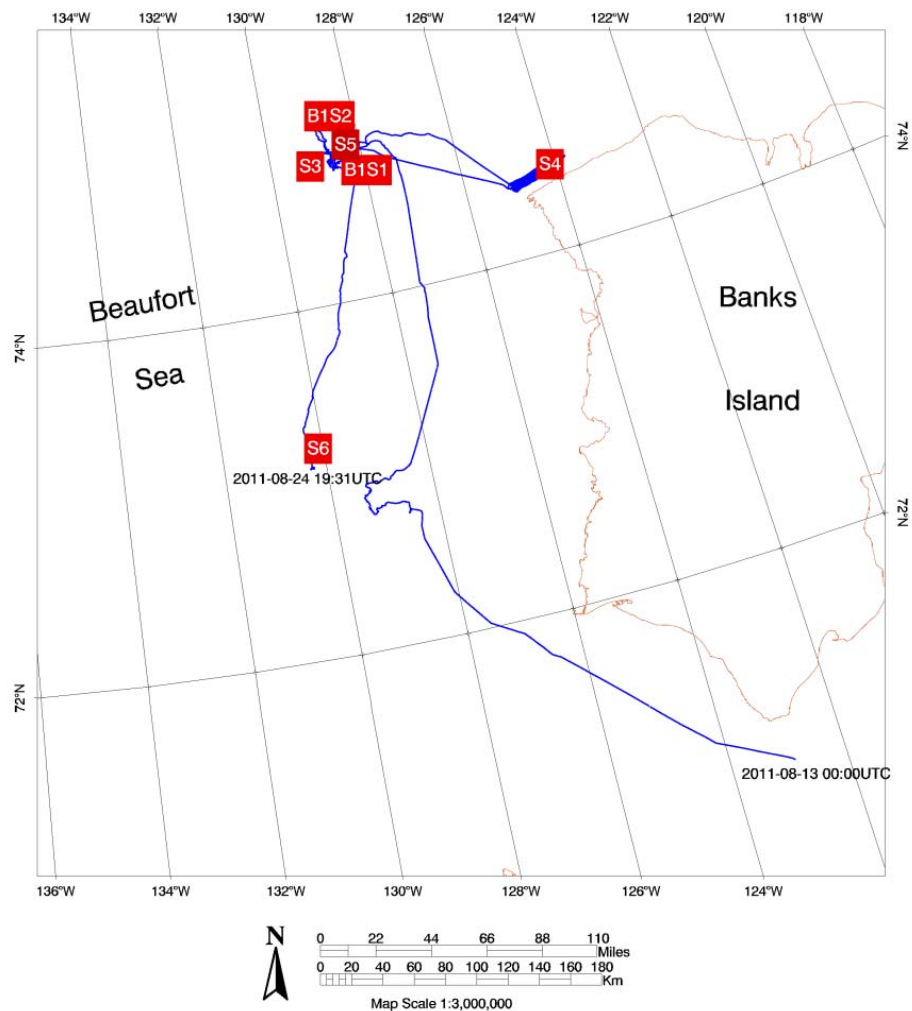 134°W 132°W 130°W 128°W 126°W 124°W 122°W 120°W 118°W
B1S2
S5
S3
B1S1
S4
74°N
Beaufort
Sea
Banks
Island
74°N
S6
2011-08-24 19:31UTC
72°N
72°N
2011-08-13 00:00UTC
136°W 134°W 132°W 130°W 128°W 126°W 124°W
N
0 22 44 66 88 110
Miles
0 20 40 60 80 100 120 140 160 180
Km
Map Scale 1:3,000,000